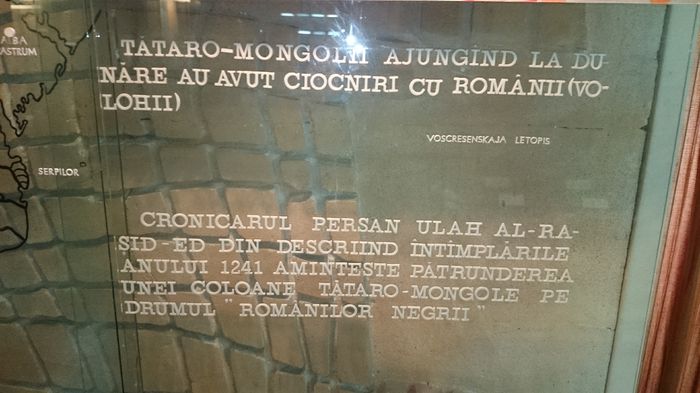 ALBA
ASTRUM
TĂTARO-MONGOLII AJUNGÎND LA DU-
NĂRE AU AVUT CIOCNIRI CU ROMÂNII (VO-
LOHII)
VOSCRESENSKAJA LETOPIS
SERPILOR
CRONICARUL PERSAN ULAH AL-RA-
ȘID-ED DIN DESCRIIND ÎNTÎMPLĂRILE
ANULUI 1241 AMINTEȘTE PĂTRUNDEREA
UNEI COLOANE TĂTARO-MONGOLE PE
DRUMUL "ROMÂNILOR NEGRII"